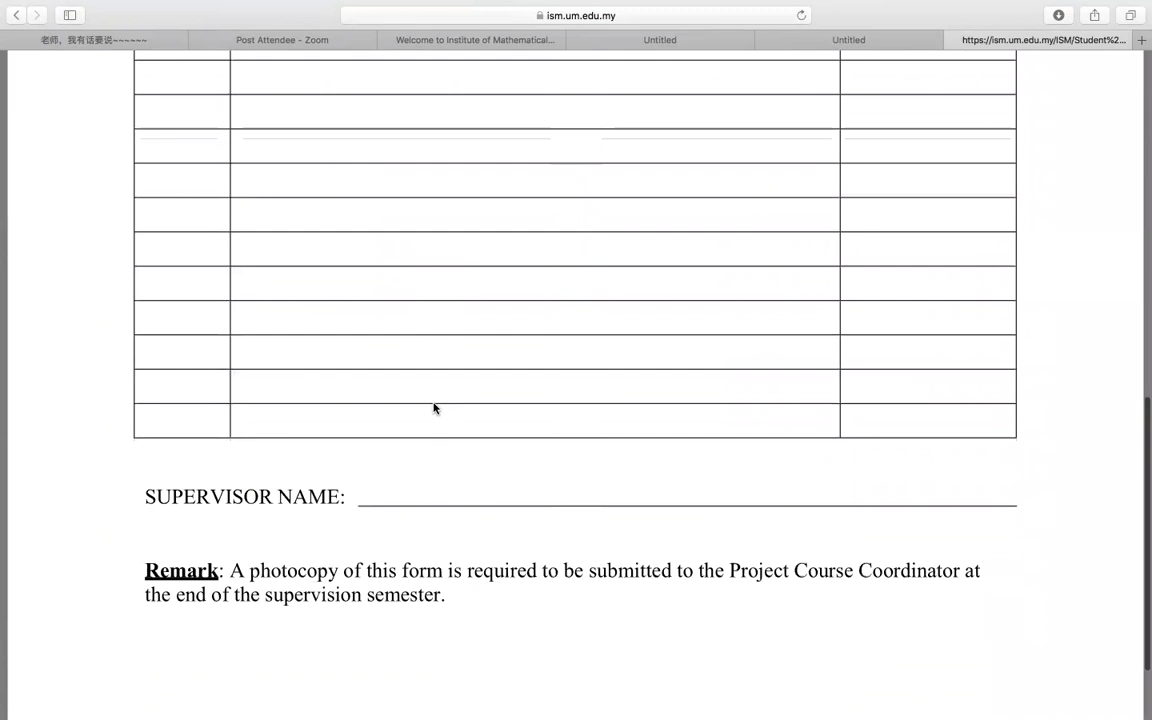 ism.um.edu.my
老师，我有话要说~~~~~~
Post Attendee - Zoom
Welcome to Institute of Mathematical...
Untitled
Untitled
https://ism.um.edu.my/ISM/Student%2...
SUPERVISOR NAME:
Remark: A photocopy of this form is required to be submitted to the Project Course Coordinator at
the end of the supervision semester.